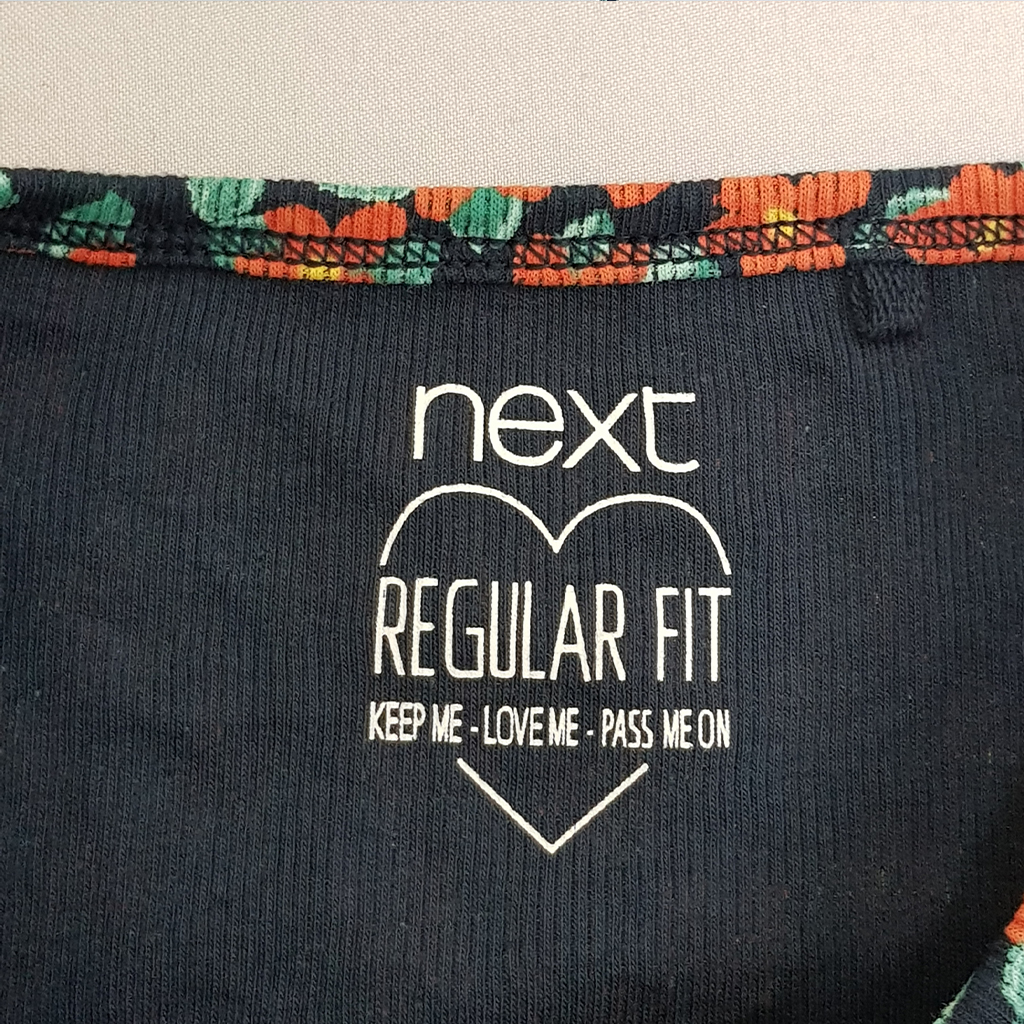 next
REGULAR FIT
KEEP ME - LOVE ME - PASS ME ON